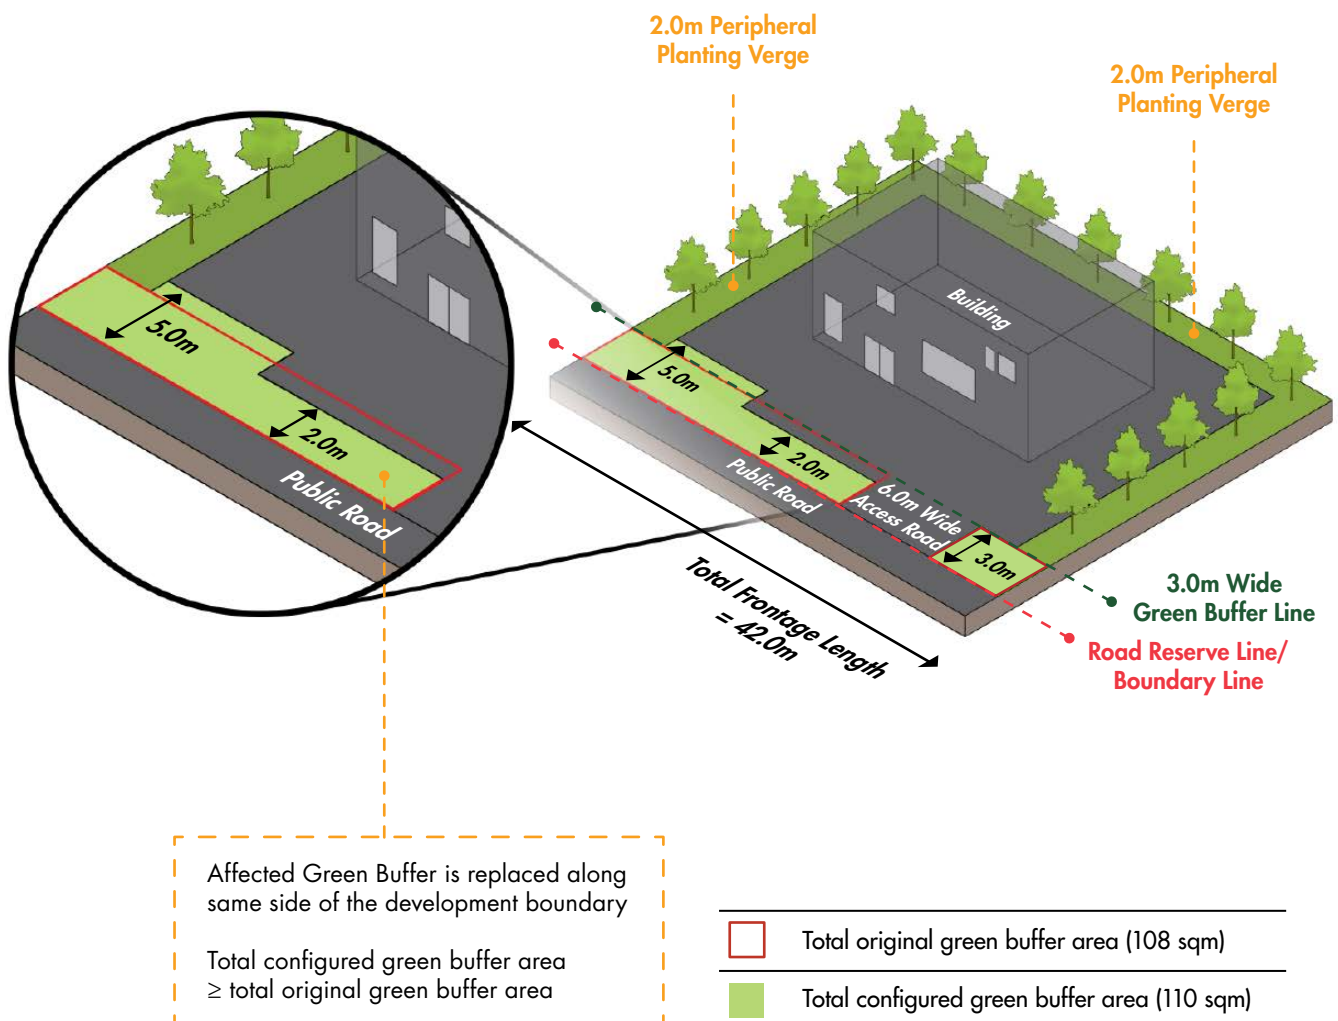 2.0m Peripheral
Planting Verge
2.0m Peripheral
Planting Verge
5.0m
2.0m
Public Road
Building
5.0m
2.0m
Public Road
6.0m Wide
Access Road
3.0m
Total Frontage Length
= 42.0m
3.0m Wide
Green Buffer Line
Road Reserve Line/
Boundary Line
Affected Green Buffer is replaced along
same side of the development boundary
Total configured green buffer area
≥ total original green buffer area
Total original green buffer area (108 sqm)
Total configured green buffer area (110 sqm)